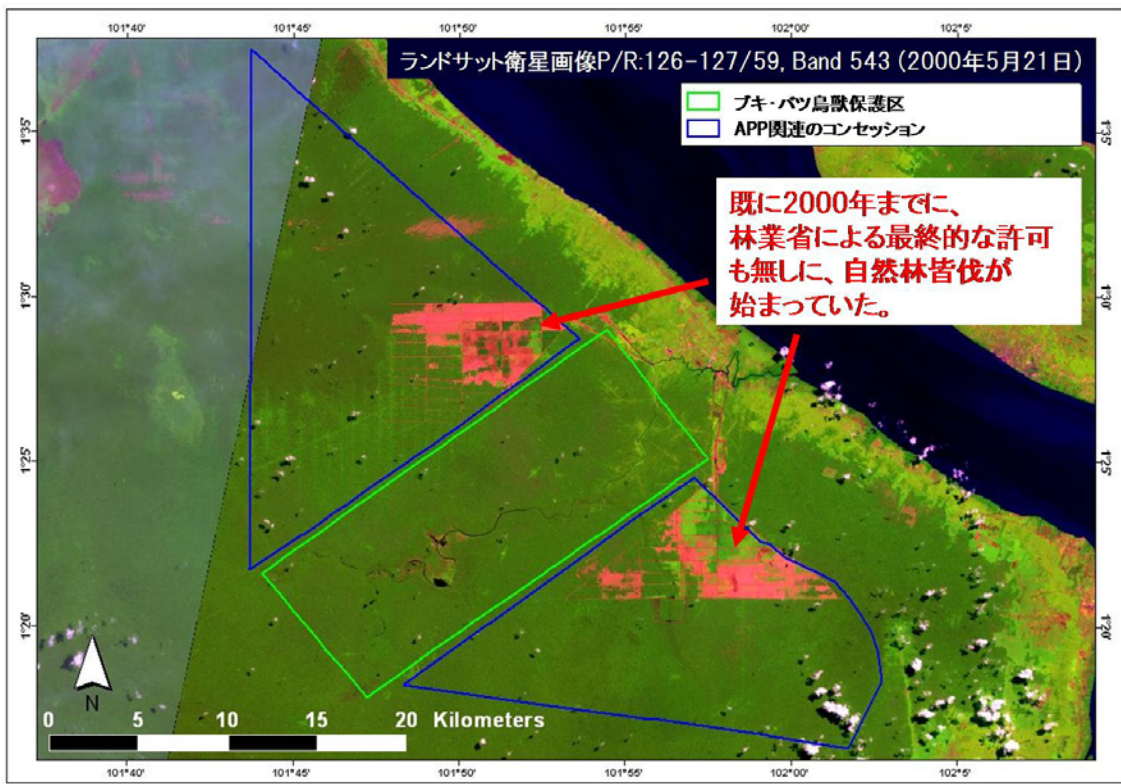 101°40' 101°45' 101°50' 101°55' 102°00' 102°5'
ランドサット衛星画像P/R:126-127/59, Band 543 (2000年5月21日)
ブキ・バツ鳥獣保護区
APP関連のコンセッション
1°35' 1°35'
既に2000年までに、
林業省による最終的な許可
も無しに、自然林皆伐が
始まっていた。
1°30' 1°30'
1°25' 1°25'
1°20' 1°20'
N
0 5 10 15 20 Kilometers
101°40' 101°45' 101°50' 101°55' 102°00' 102°5'